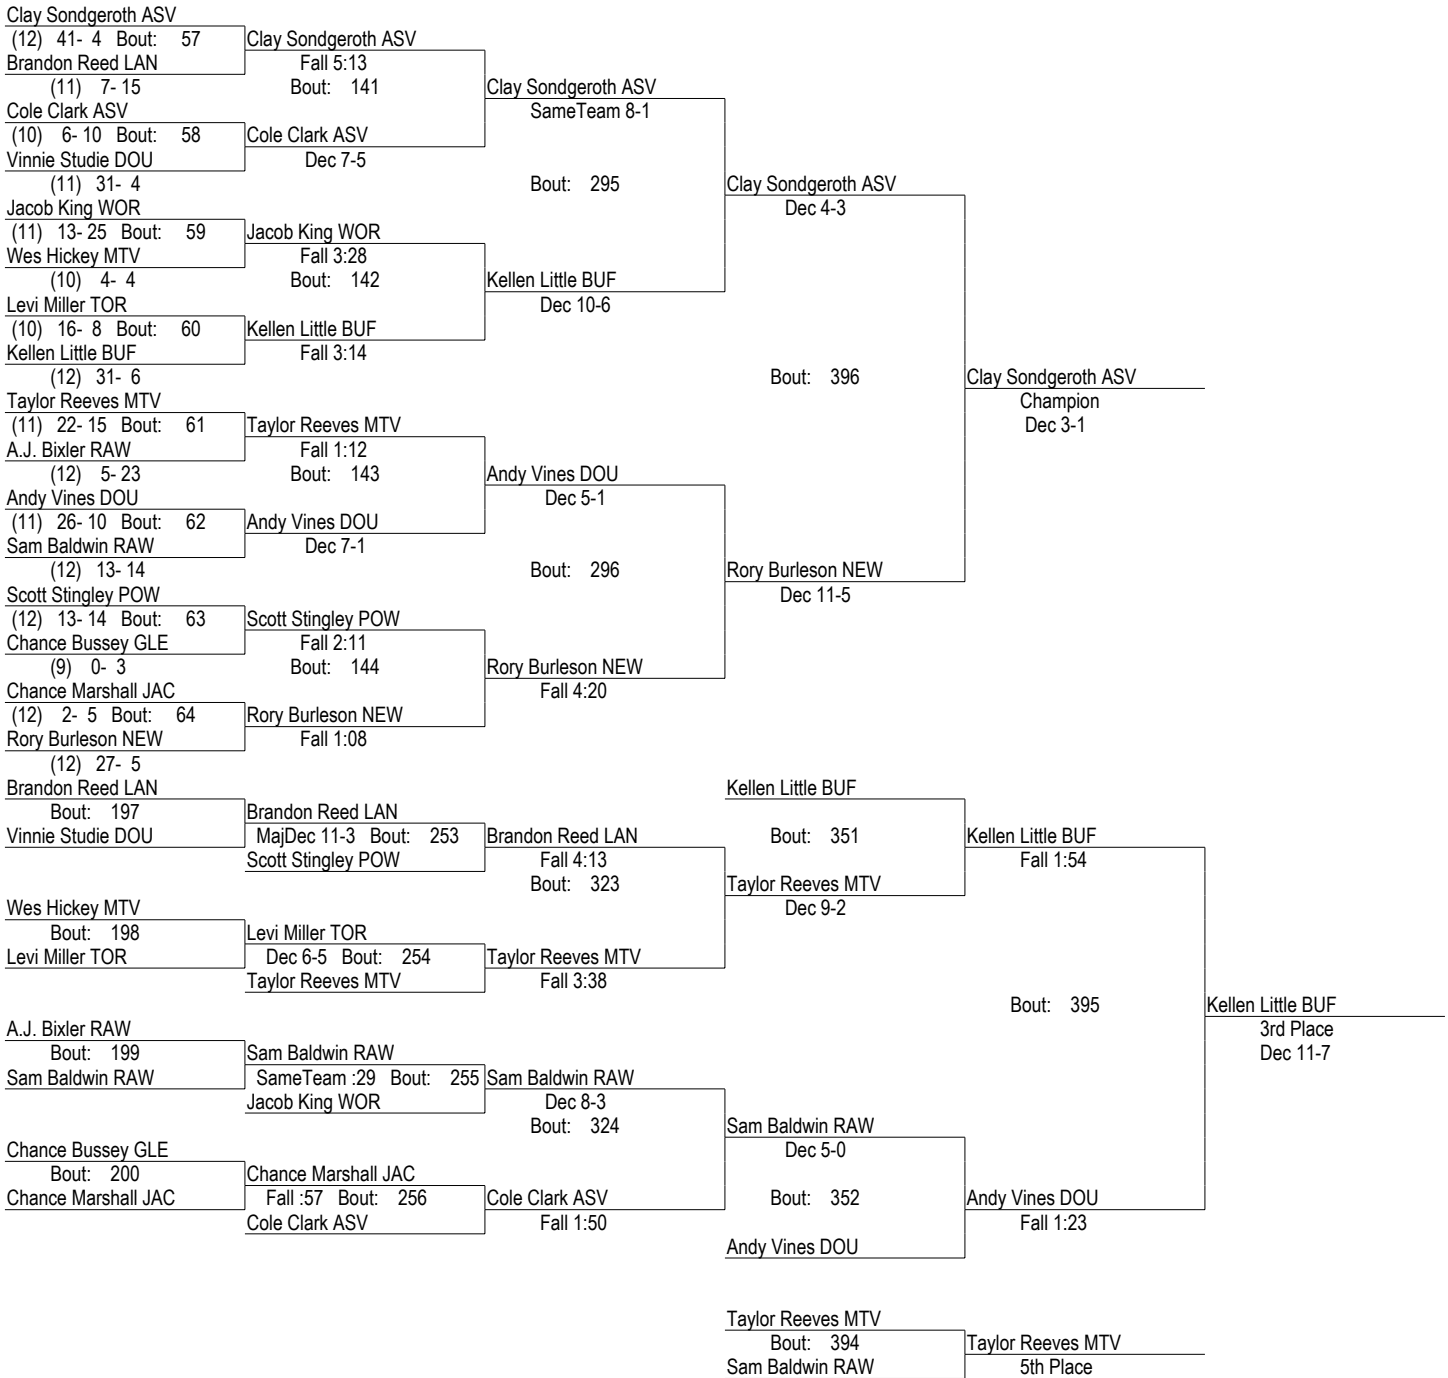 Clay Sondgeroth ASV
(12) 41- 4 Bout: 57 Clay Sondgeroth ASV
Brandon Reed LAN Fall 5:13
(11) 7- 15 Bout: 141 Clay Sondgeroth ASV
Cole Clark ASV SameTeam 8-1
(10) 6- 10 Bout: 58 Cole Clark ASV
Vinnie Studie DOU Dec 7-5
(11) 31- 4 Bout: 295 Clay Sondgeroth ASV
Jacob King WOR Dec 4-3
(11) 13- 25 Bout: 59 Jacob King WOR
Wes Hickey MTV Fall 3:28
(10) 4- 4 Bout: 142 Kellen Little BUF
Levi Miller TOR Dec 10-6
(10) 16- 8 Bout: 60 Kellen Little BUF
Kellen Little BUF Fall 3:14
(12) 31- 6 Bout: 396 Clay Sondgeroth ASV
Taylor Reeves MTV Champion
(11) 22- 15 Bout: 61 Taylor Reeves MTV Dec 3-1
A.J. Bixler RAW Fall 1:12
(12) 5- 23 Bout: 143 Andy Vines DOU
Andy Vines DOU Dec 5-1
(11) 26- 10 Bout: 62 Andy Vines DOU
Sam Baldwin RAW Dec 7-1
(12) 13- 14 Bout: 296 Rory Burleson NEW
Scott Stingley POW Dec 11-5
(12) 13- 14 Bout: 63 Scott Stingley POW
Chance Bussey GLE Fall 2:11
(9) 0- 3 Bout: 144 Rory Burleson NEW
Chance Marshall JAC Fall 4:20
(12) 2- 5 Bout: 64 Rory Burleson NEW
Rory Burleson NEW Fall 1:08
(12) 27- 5
Brandon Reed LAN Kellen Little BUF
Bout: 197 Brandon Reed LAN
Vinnie Studie DOU MajDec 11-3 Bout: 253 Brandon Reed LAN Bout: 351 Kellen Little BUF
Scott Stingley POW Fall 4:13 Fall 1:54
Bout: 323 Taylor Reeves MTV
Wes Hickey MTV Dec 9-2
Bout: 198 Levi Miller TOR
Levi Miller TOR Dec 6-5 Bout: 254 Taylor Reeves MTV
Taylor Reeves MTV Fall 3:38
Bout: 395 Kellen Little BUF
A.J. Bixler RAW 3rd Place
Bout: 199 Sam Baldwin RAW Dec 11-7
Sam Baldwin RAW SameTeam :29 Bout: 255 Sam Baldwin RAW
Jacob King WOR Dec 8-3
Bout: 324 Sam Baldwin RAW
Chance Bussey GLE Dec 5-0
Bout: 200 Chance Marshall JAC
Chance Marshall JAC Fall :57 Bout: 256 Cole Clark ASV Bout: 352 Andy Vines DOU
Cole Clark ASV Fall 1:50 Fall 1:23
Andy Vines DOU
Taylor Reeves MTV
Bout: 394 Taylor Reeves MTV
Sam Baldwin RAW 5th Place